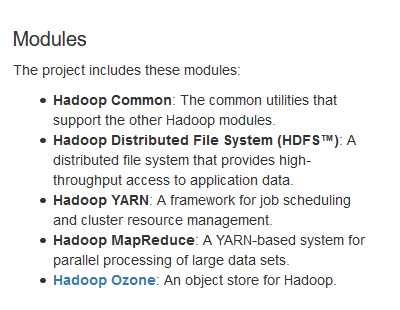 Modules
The project includes these modules:
• Hadoop Common: The common utilities that
support the other Hadoop modules.
• Hadoop Distributed File System (HDFS™): A
distributed file system that provides high-
throughput access to application data.
• Hadoop YARN: A framework for job scheduling
and cluster resource management.
• Hadoop MapReduce: A YARN-based system for
parallel processing of large data sets.
• Hadoop Ozone: An object store for Hadoop.